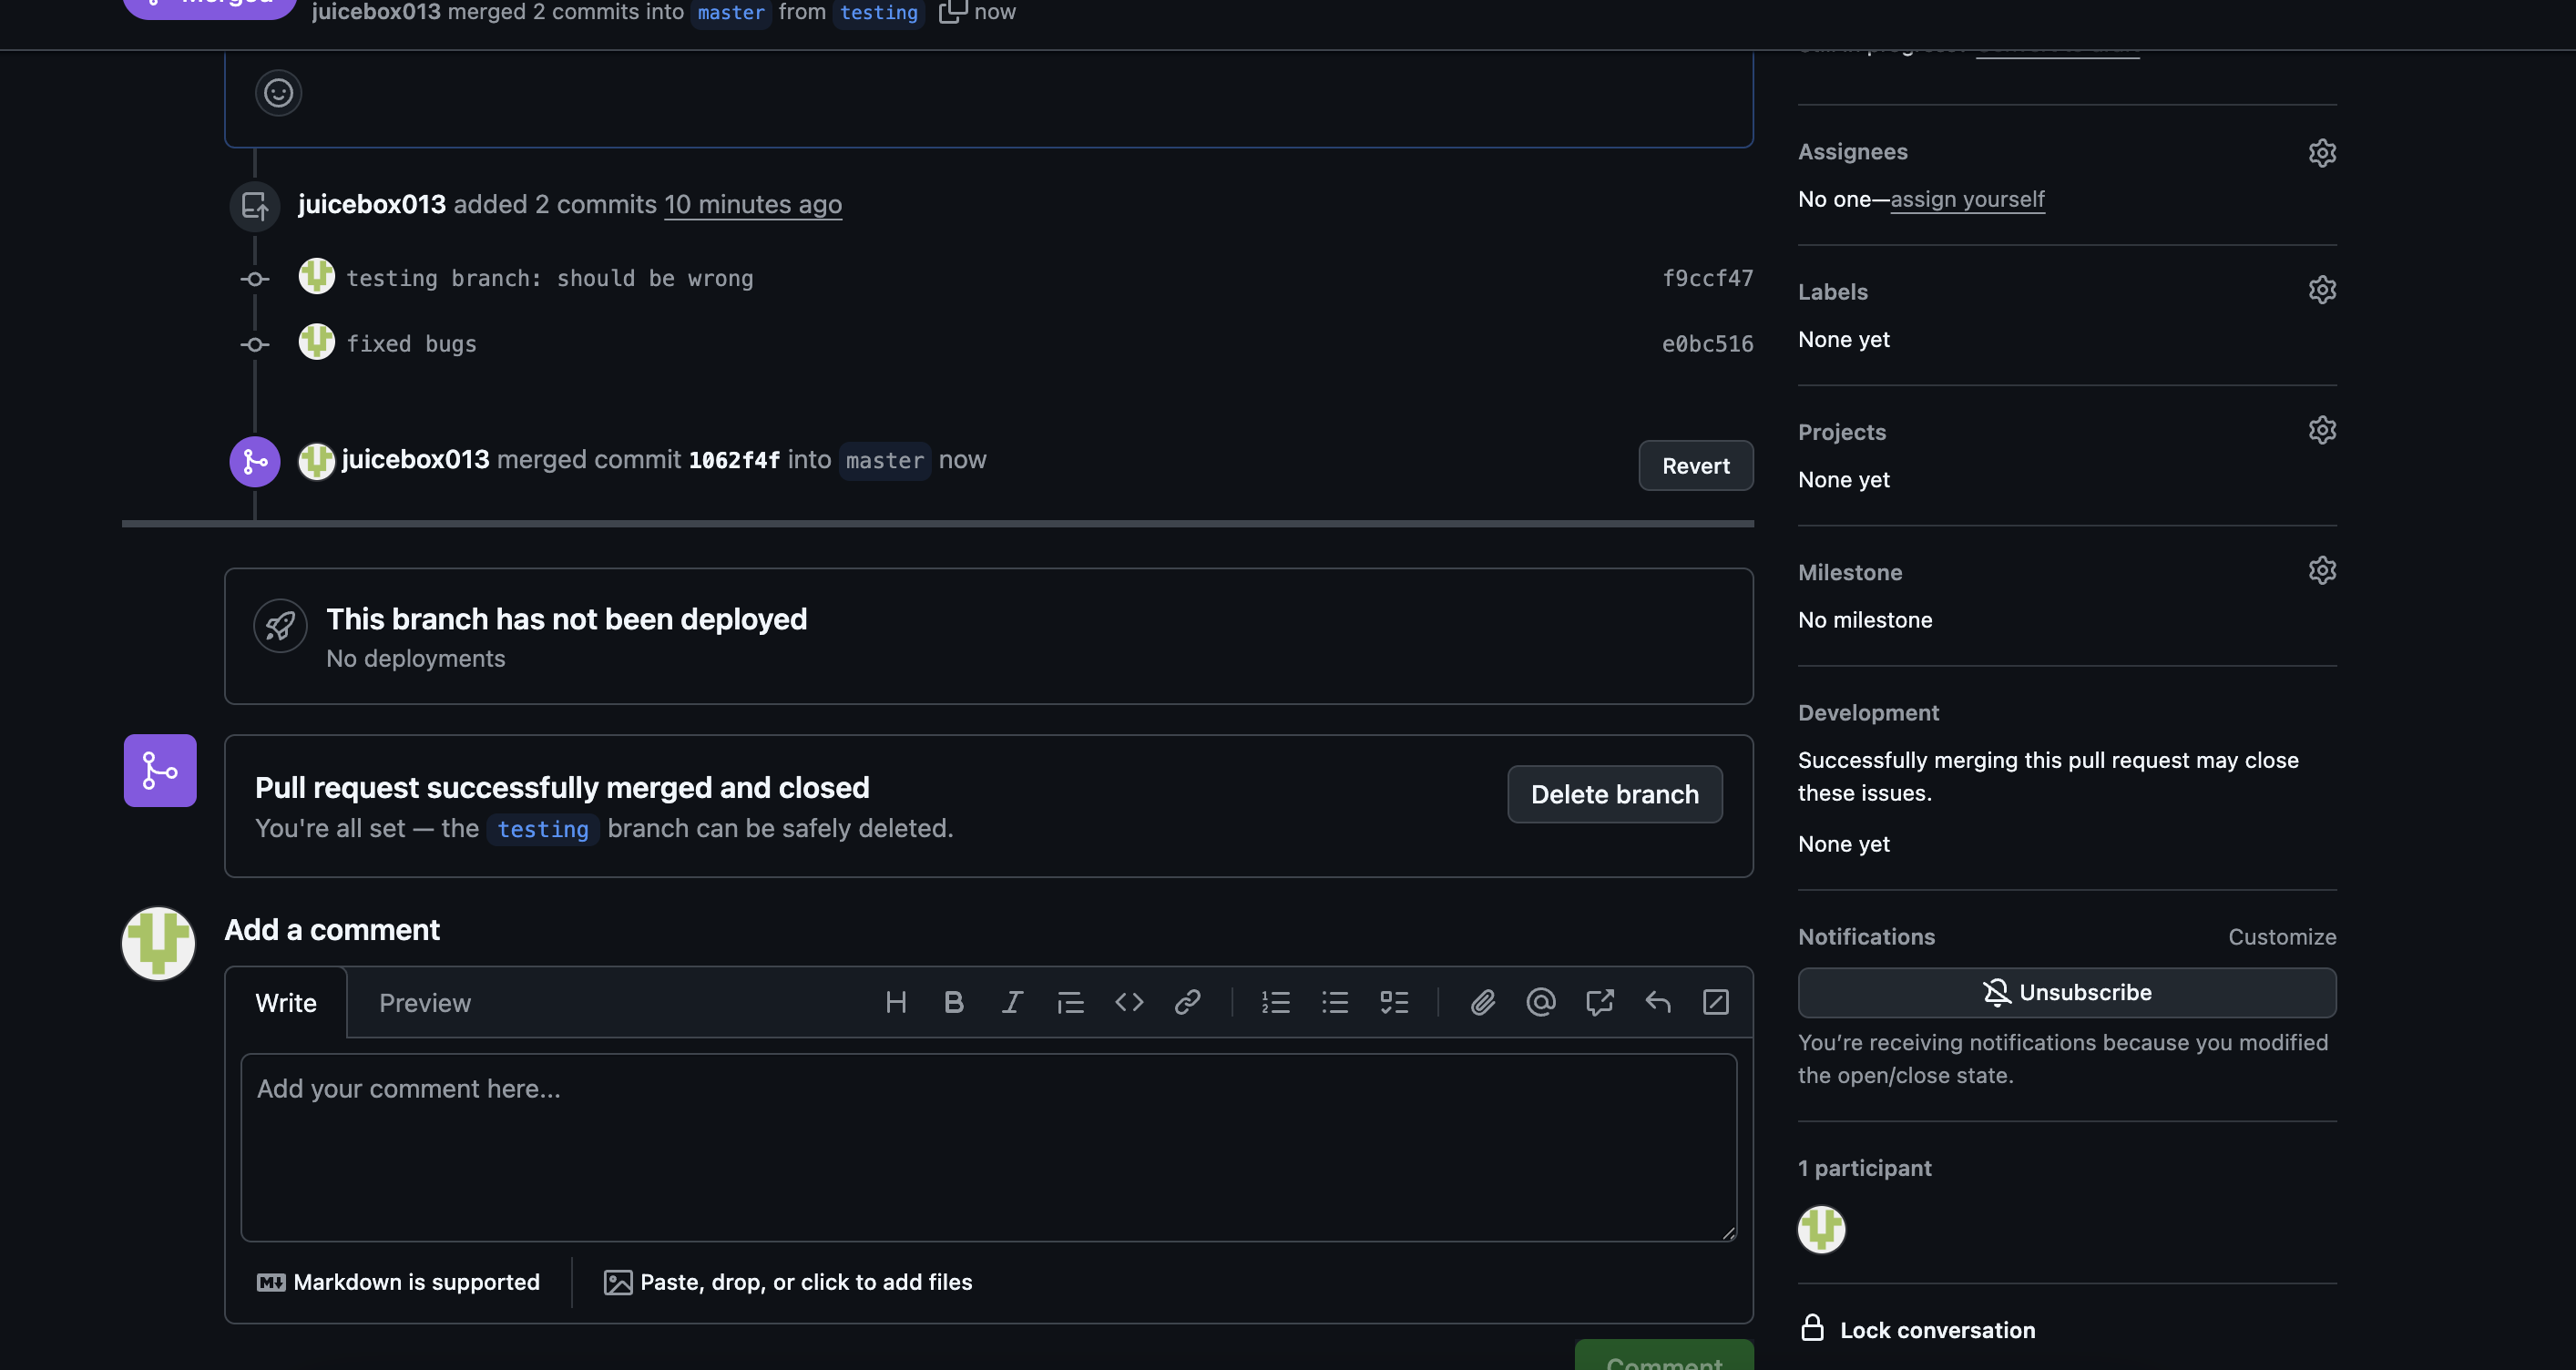 Merged
juicebox013 merged 2 commits into master from testing now
Still in progress? Convert to draft
juicebox013 added 2 commits 10 minutes ago
testing branch: should be wrong f9ccf47
fixed bugs e0bc516
juicebox013 merged commit 1062f4f into master now
Revert
This branch has not been deployed
No deployments
Pull request successfully merged and closed
You're all set — the testing branch can be safely deleted.
Delete branch
Add a comment
Write Preview
Add your comment here...
Markdown is supported
Paste, drop, or click to add files
Comment
Assignees
No one—assign yourself
Labels
None yet
Projects
None yet
Milestone
No milestone
Development
Successfully merging this pull request may close
these issues.
None yet
Notifications Customize
Unsubscribe
You’re receiving notifications because you modified
the open/close state.
1 participant
Lock conversation